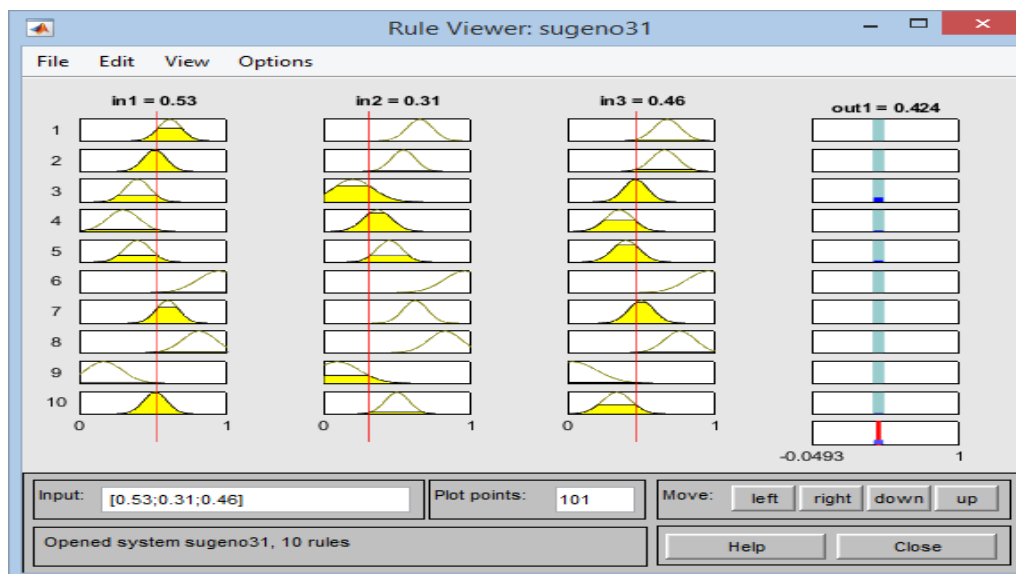 Rule Viewer: sugeno31
File Edit View Options
in1 = 0.53 in2 = 0.31 in3 = 0.46 out1 = 0.424
1
2
3
4
5
6
7
8
9
10
0 1 0 1 0 1
-0.0493 1
Input: [0.53;0.31;0.46] Plot points: 101 Move: left right down up
Opened system sugeno31, 10 rules Help Close